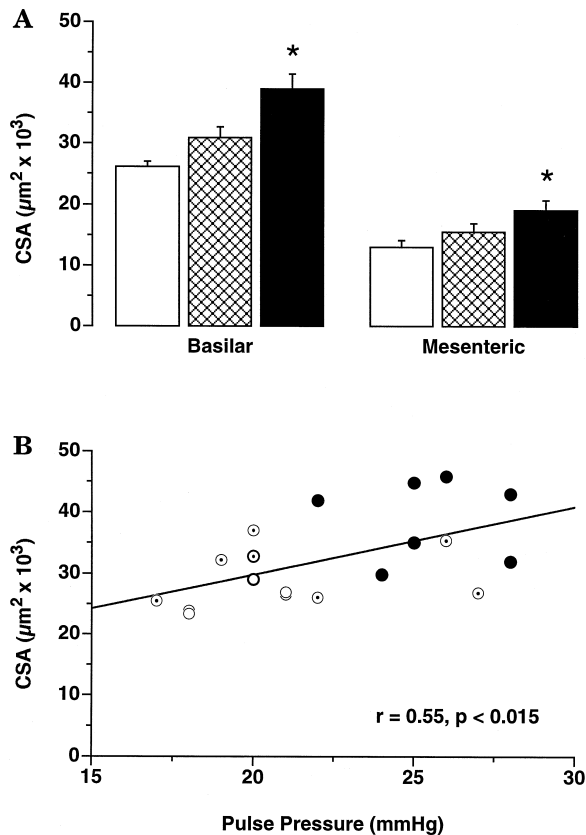 A
50
40
30
20
10
0
CSA (µm² x 10³)
*
*
Basilar
Mesenteric
B
50
40
30
20
10
0
CSA (µm² x 10³)
r = 0.55, p < 0.015
15
20
25
30
Pulse Pressure (mmHg)